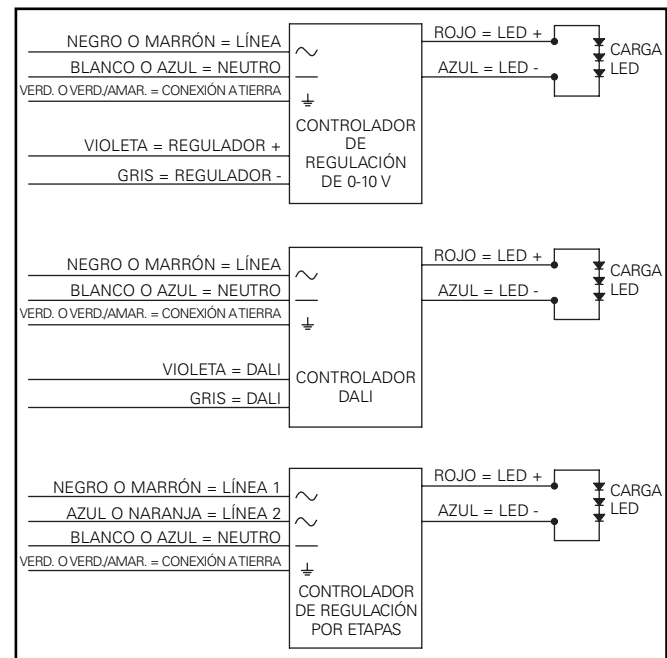 NEGRO O MARRÓN = LÍNEA
BLANCO O AZUL = NEUTRO
VERD. O VERD./AMAR. = CONEXIÓN A TIERRA
VIOLETA = REGULADOR +
GRIS = REGULADOR -
CONTROLADOR
DE
REGULACIÓN
DE 0-10 V
ROJO = LED +
AZUL = LED -
CARGA
LED
NEGRO O MARRÓN = LÍNEA
BLANCO O AZUL = NEUTRO
VERD. O VERD./AMAR. = CONEXIÓN A TIERRA
VIOLETA = DALI
GRIS = DALI
CONTROLADOR
DALI
ROJO = LED +
AZUL = LED -
CARGA
LED
NEGRO O MARRÓN = LÍNEA 1
AZUL O NARANJA = LÍNEA 2
BLANCO O AZUL = NEUTRO
VERD. O VERD./AMAR. = CONEXIÓN A TIERRA
CONTROLADOR
DE REGULACIÓN
POR ETAPAS
ROJO = LED +
AZUL = LED -
CARGA
LED